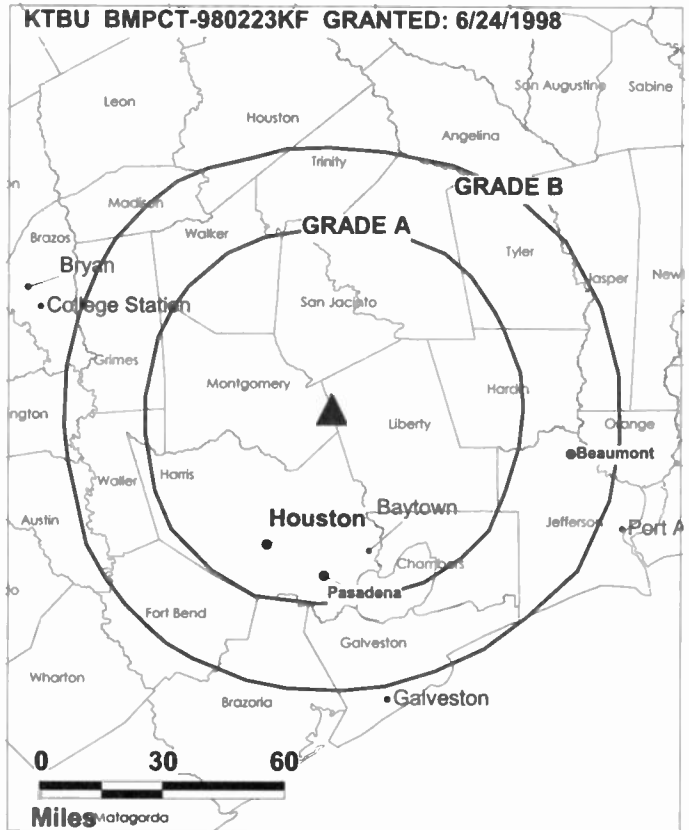 KTBU BMPCT-980223KF GRANTED: 6/24/1998
San Augustine
Sabine
Leon
Houston
Angelina
Trinity
GRADE B
Madison
GRADE A
Walker
Brazos
Tyler
Bryan
Jasper
College Station
San Jacinto
Grimes
Montgomery
Hardin
Liberty
Orange
Beaumont
Waller
Harris
Baytown
Houston
Austin
Jefferson
Port A
Chambers
Pasadena
Fort Bend
Galveston
Wharton
Brazoria
Galveston
0 30 60
Miles
Matagorda